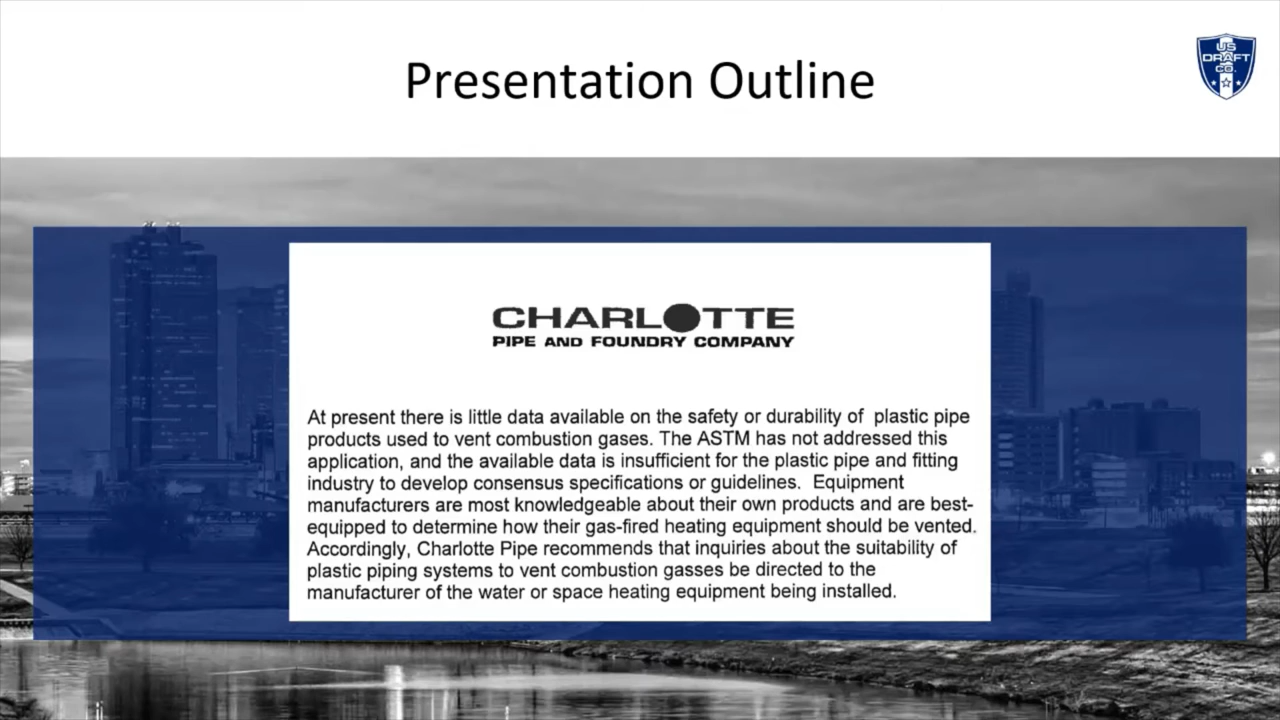 Presentation Outline
US
DRAFT
CO.
CHARLOTTE
PIPE AND FOUNDRY COMPANY
At present there is little data available on the safety or durability of plastic pipe
products used to vent combustion gases. The ASTM has not addressed this
application, and the available data is insufficient for the plastic pipe and fitting
industry to develop consensus specifications or guidelines. Equipment
manufacturers are most knowledgeable about their own products and are best-
equipped to determine how their gas-fired heating equipment should be vented.
Accordingly, Charlotte Pipe recommends that inquiries about the suitability of
plastic piping systems to vent combustion gasses be directed to the
manufacturer of the water or space heating equipment being installed.